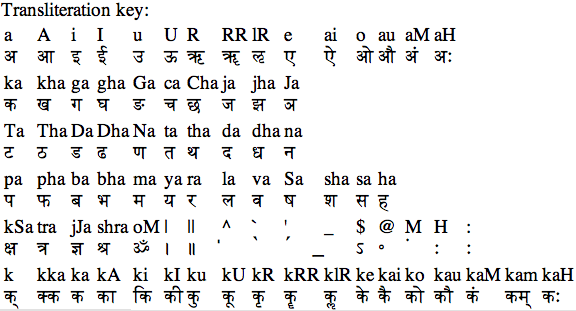 Transliteration key:
a A i I u U R RR lR e ai o au aM aH
अ आ इ ई उ ऊ ऋ ॠ ऌ ए ऐ ओ औ अं अः
ka kha ga gha Ga ca Cha ja jha Ja
क ख ग घ ङ च छ ज झ ञ
Ta Tha Da Dha Na ta tha da dha na
ट ठ ड ढ ण त थ द ध न
pa pha ba bha ma ya ra la va Sa sha sa ha
प फ ब भ म य र ल व ष श स ह
kSa tra jJa shra oM | || ^ ` ' _ $ @ M H :
क्ष त्र ज्ञ श्र ॐ । ॥ ̍ ̀ ́ _ ऽ ॰ ं ः :
k kka ka kA ki kI ku kU kR kRR klR ke kai ko kau kaM kam kaH
क् क्क क का कि की कु कू कृ कॄ कॢ के कै को कौ कं कम् कः